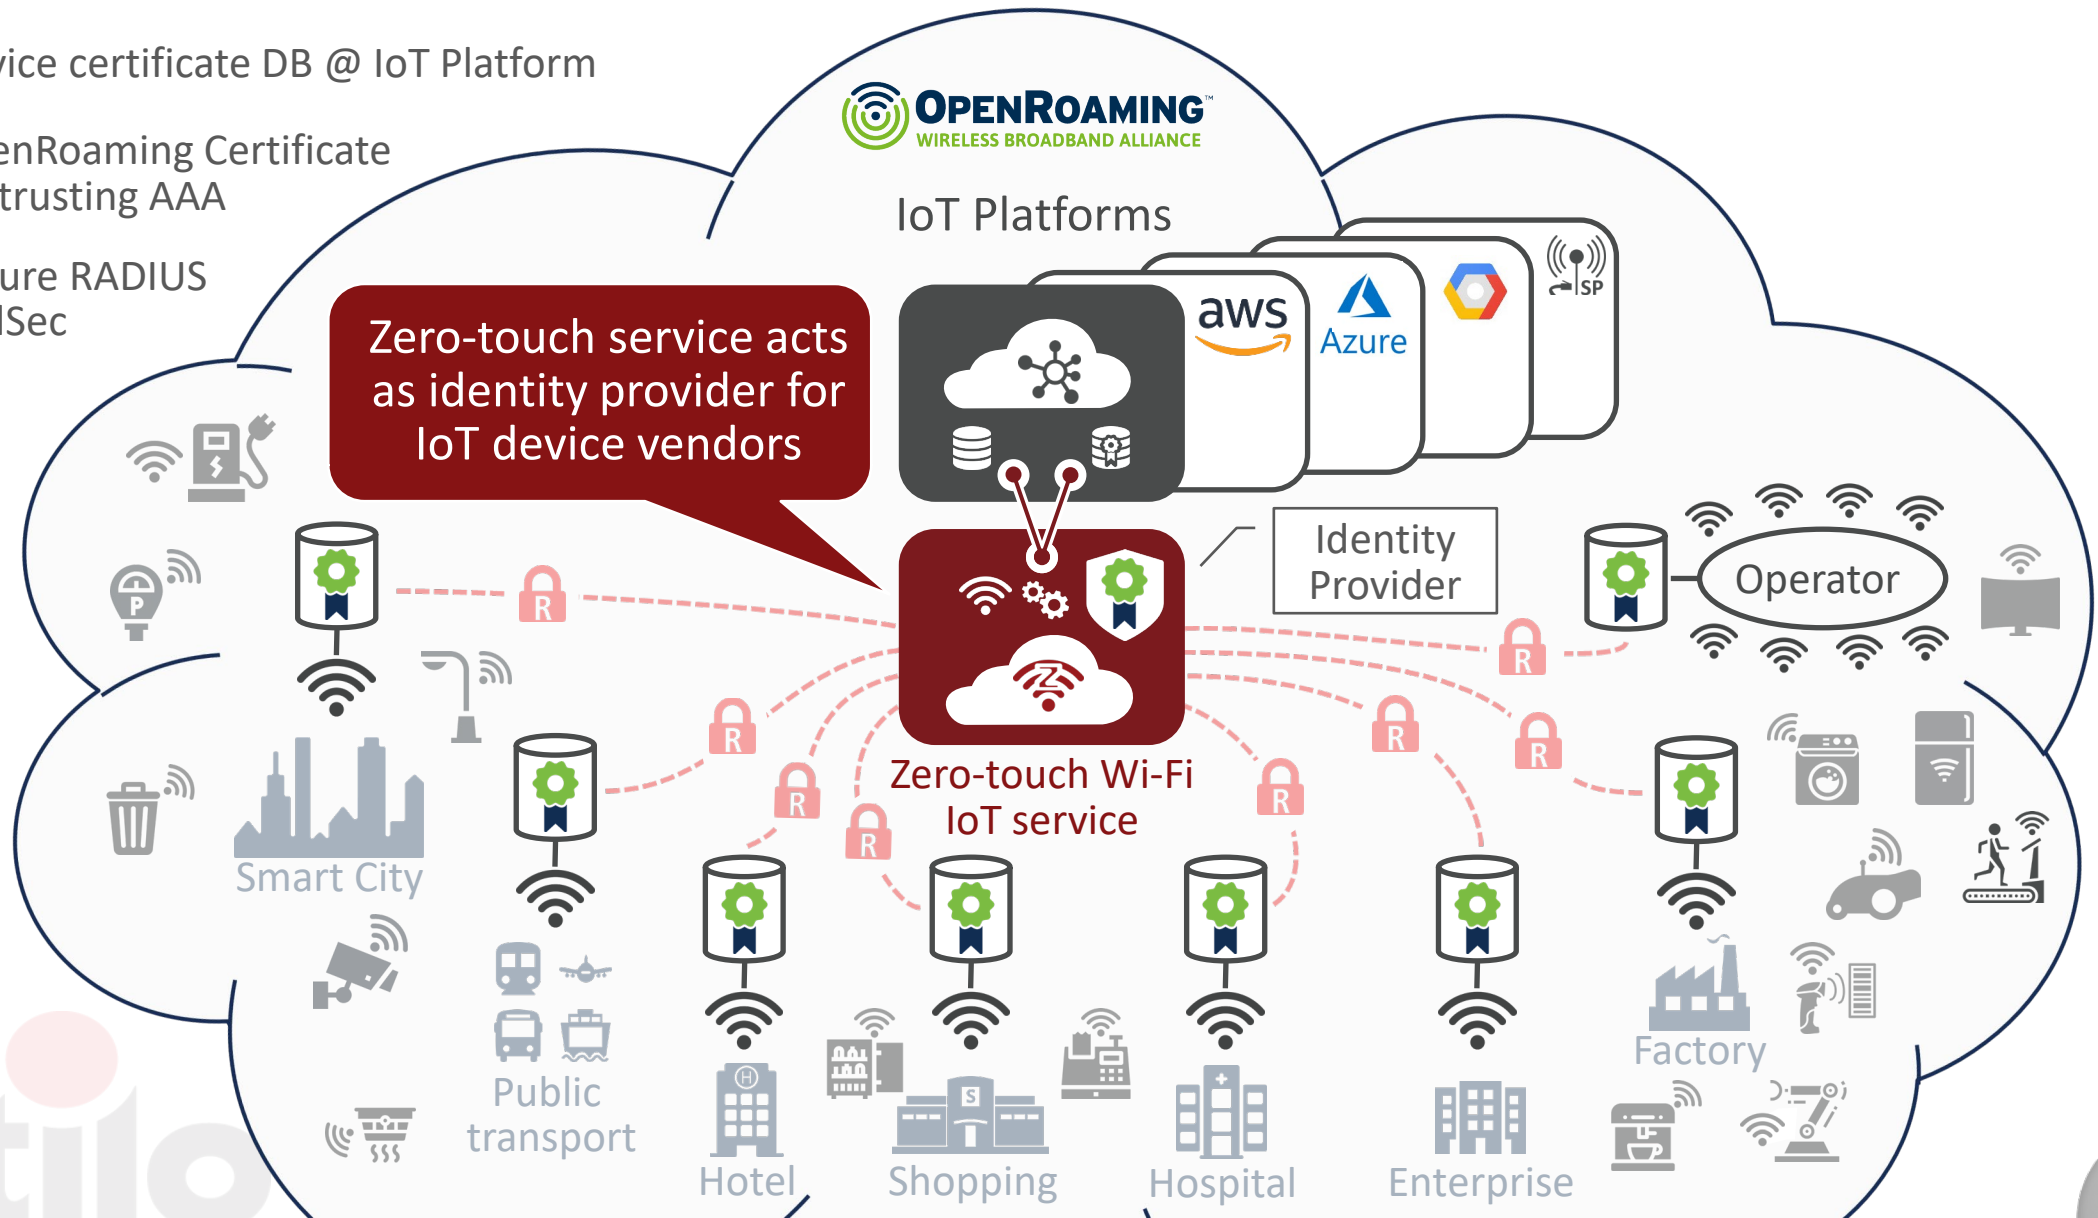 vice certificate DB @ IoT Platform
enRoaming Certificate
trusting AAA
ure RADIUS
lSec
OPENROAMING™
WIRELESS BROADBAND ALLIANCE
IoT Platforms
Zero-touch service acts
as identity provider for
IoT device vendors
aws
Azure
SP
Identity
Provider
Operator
P
R
R
R
R
R
R
R
R
Z
Zero-touch Wi-Fi
IoT service
Smart City
Public
transport
H
Hotel
S
Shopping
Hospital
Enterprise
Factory
tilo